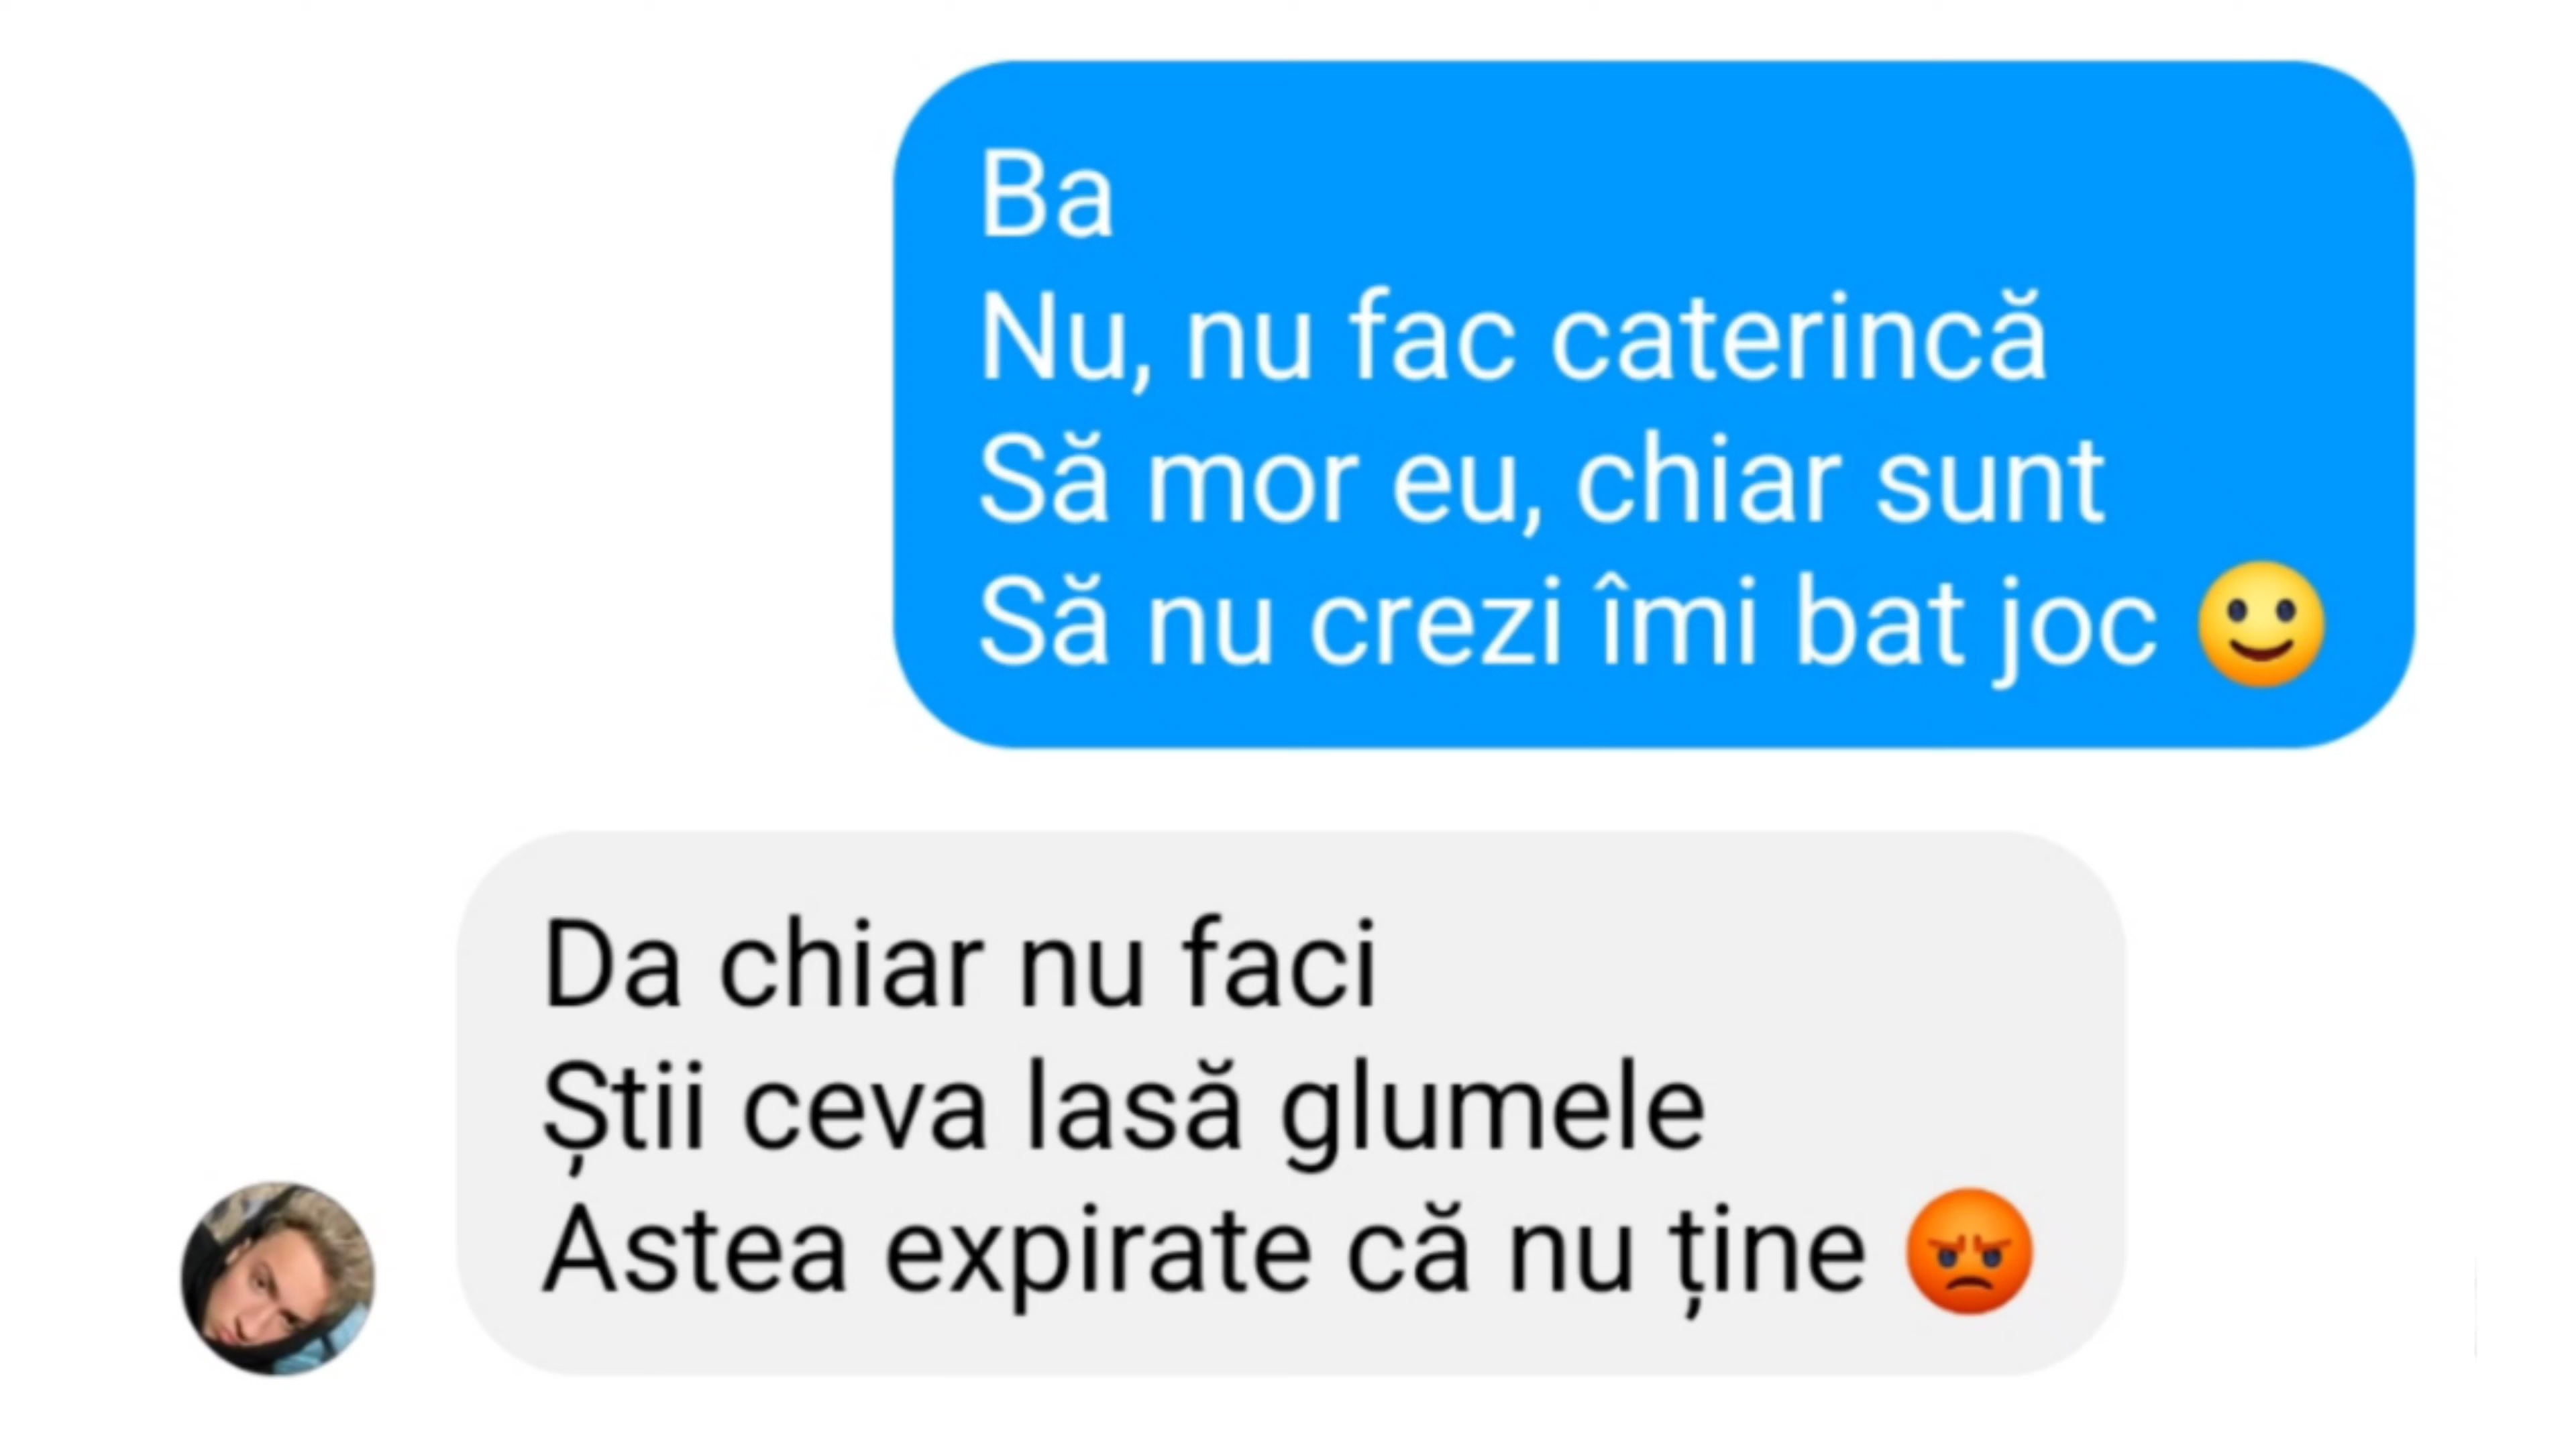 Ba
Nu, nu fac caterincă
Să mor eu, chiar sunt
Să nu crezi îmi bat joc 🙂
Da chiar nu faci
Știi ceva lasă glumele
Astea expirate că nu ține 😡